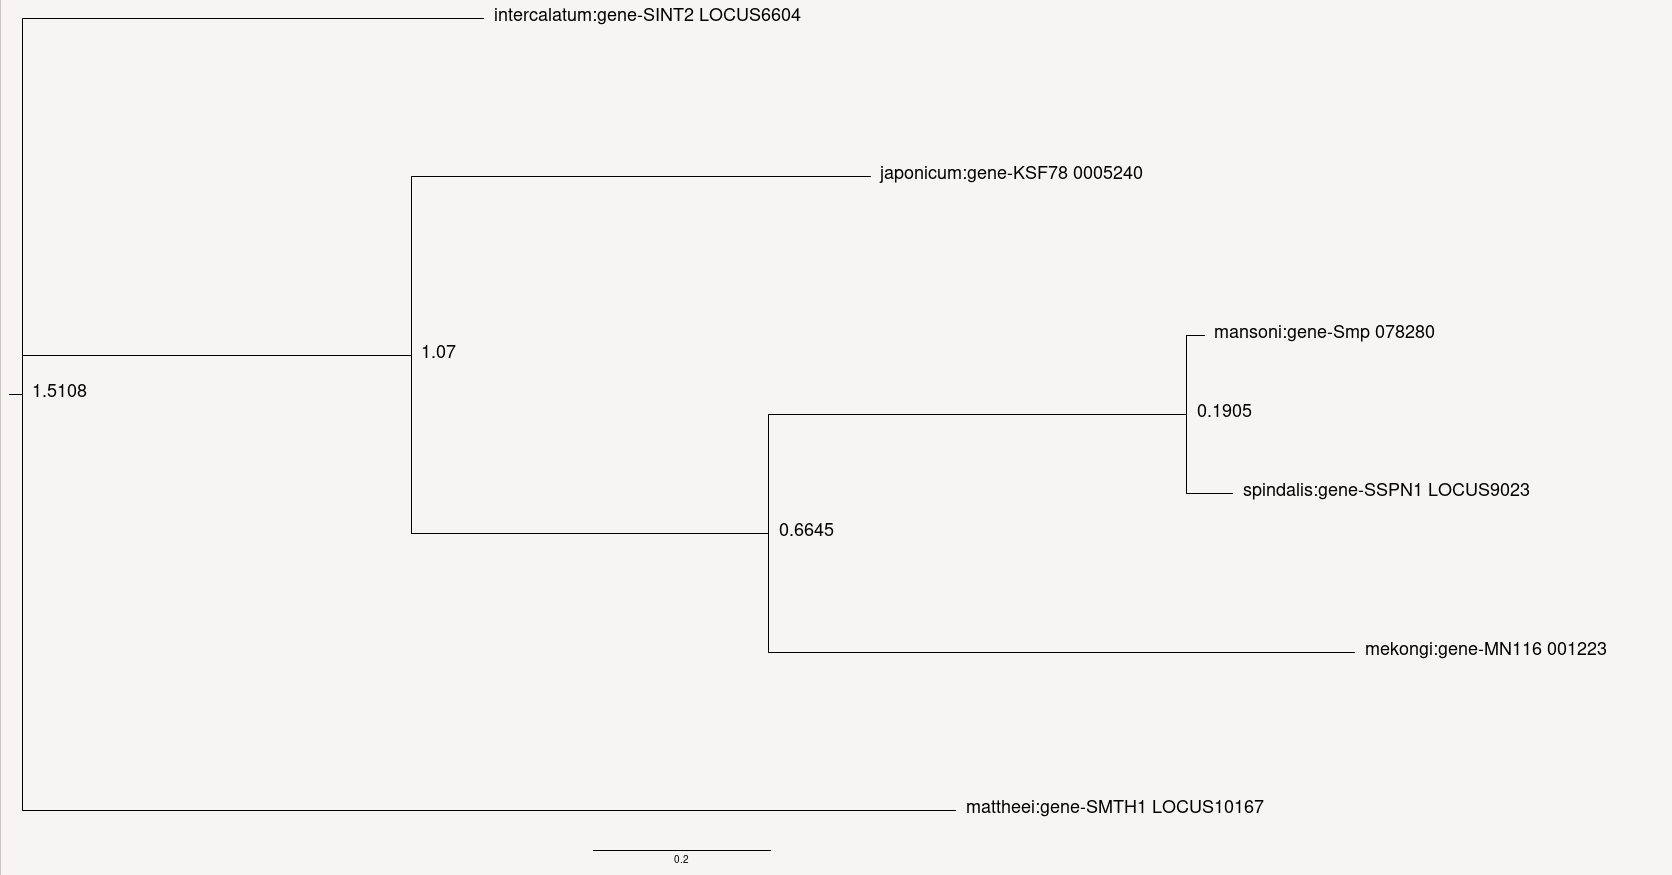 intercalatum:gene-SINT2 LOCUS6604
japonicum:gene-KSF78 0005240
mansoni:gene-Smp 078280
1.07
1.5108
0.1905
spindalis:gene-SSPN1 LOCUS9023
0.6645
mekongi:gene-MN116 001223
mattheei:gene-SMTH1 LOCUS10167
0.2